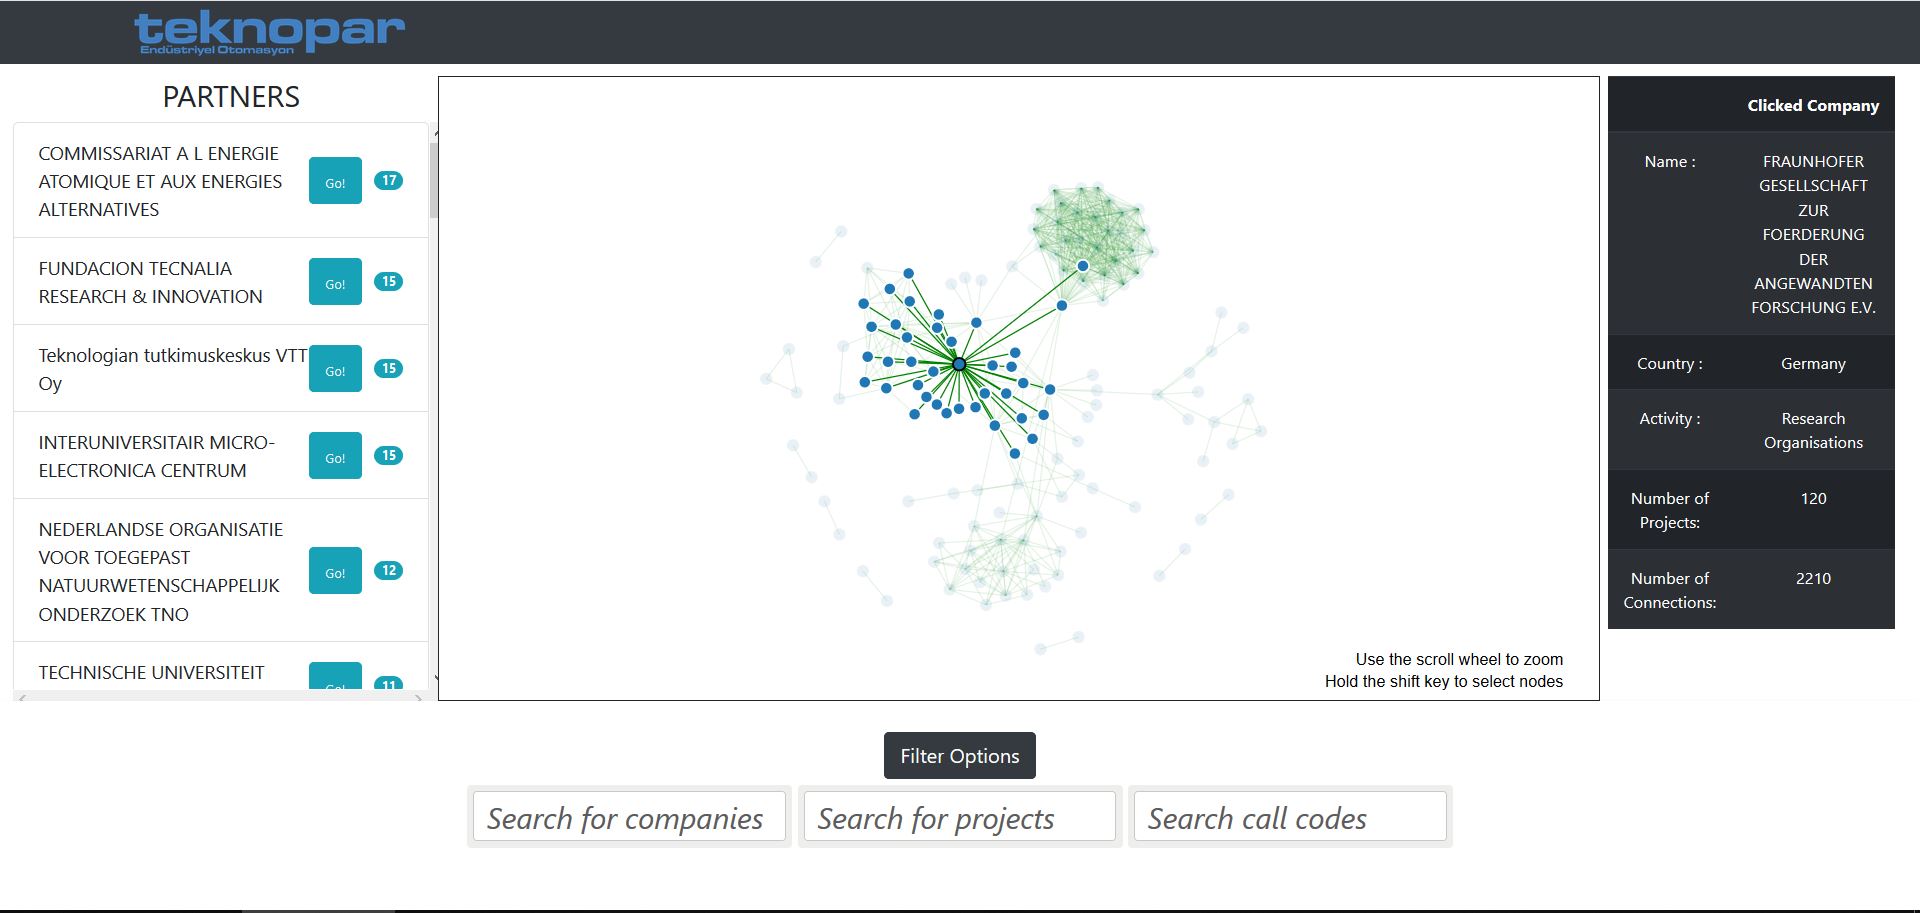 teknopar
Endüstriyel Otomasyon
PARTNERS
COMMISSARIAT A L ENERGIE
ATOMIQUE ET AUX ENERGIES
ALTERNATIVES
Go!
17
FUNDACION TECNALIA
RESEARCH & INNOVATION
Go!
15
Teknologian tutkimuskeskus VTT
Oy
Go!
15
INTERUNIVERSITAIR MICRO-
ELECTRONICA CENTRUM
Go!
15
NEDERLANDSE ORGANISATIE
VOOR TOEGEPAST
NATUURWETENSCHAPPELIJK
ONDERZOEK TNO
Go!
12
TECHNISCHE UNIVERSITEIT
Go!
11
Use the scroll wheel to zoom
Hold the shift key to select nodes
Clicked Company
Name :
FRAUNHOFER
GESELLSCHAFT
ZUR
FOERDERUNG
DER
ANGEWANDTEN
FORSCHUNG E.V.
Country :
Germany
Activity :
Research
Organisations
Number of
Projects:
120
Number of
Connections:
2210
Filter Options
Search for companies
Search for projects
Search call codes